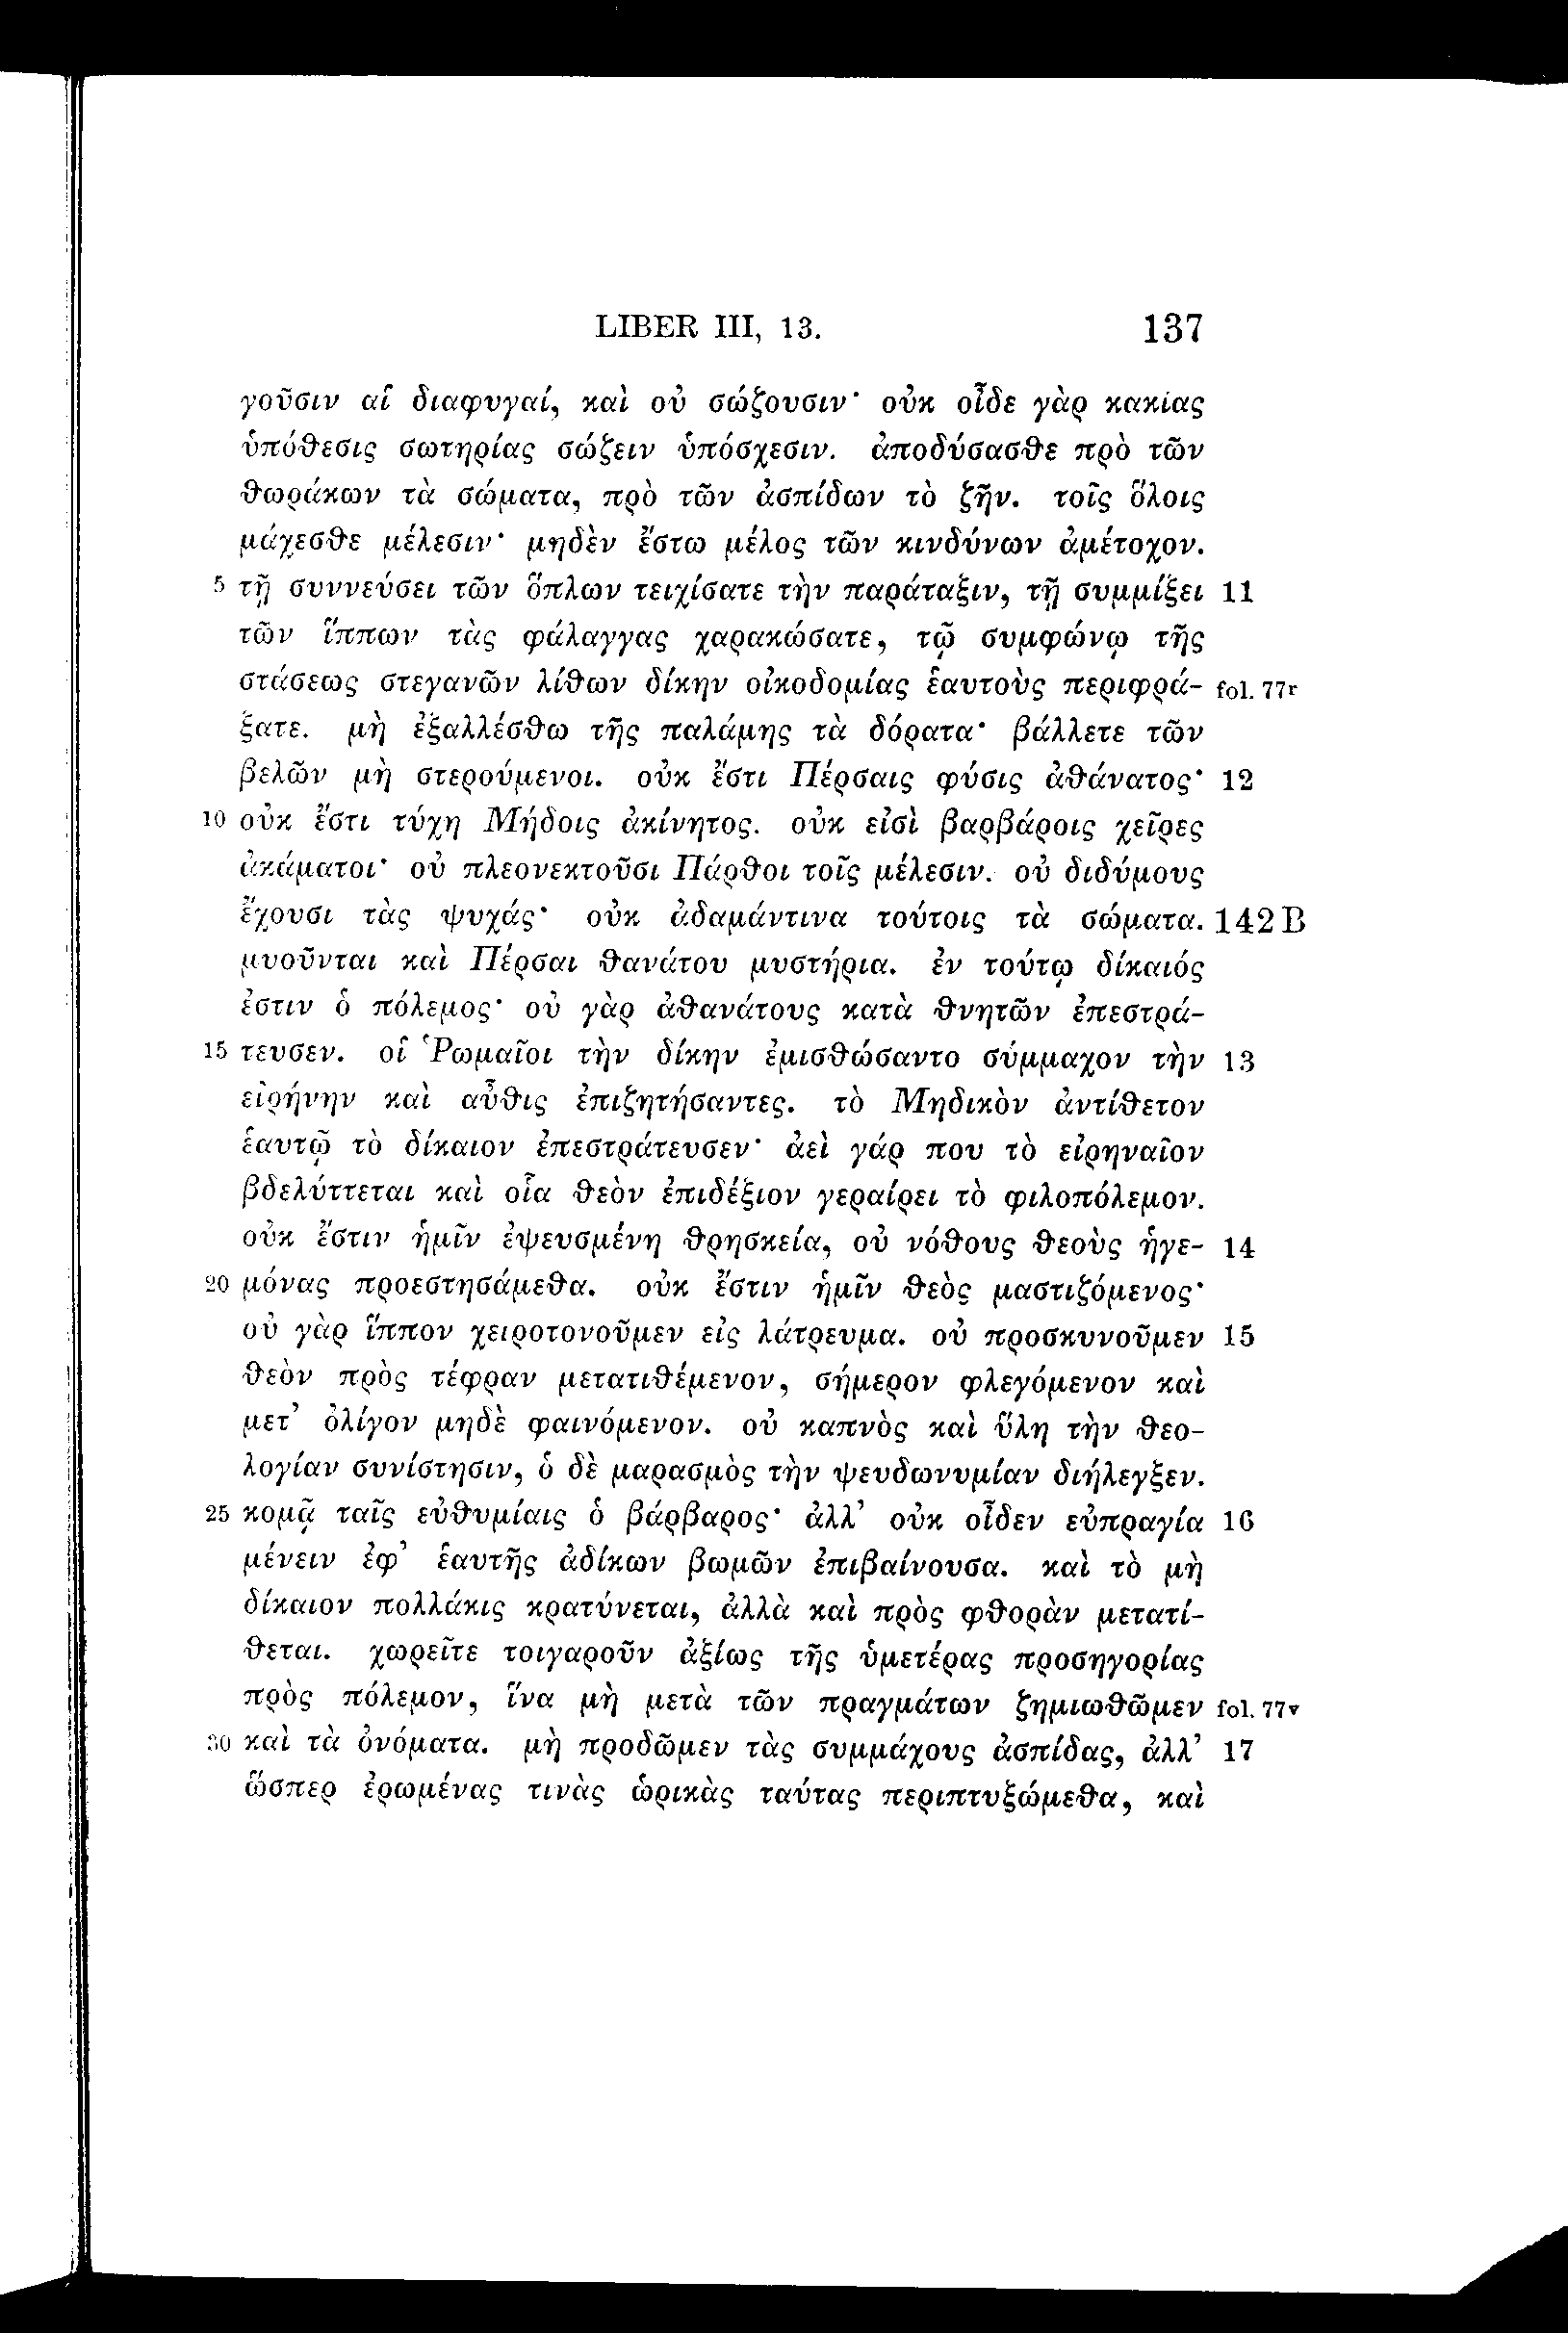 LIBER III, 13. 137
γοῦσιν αἱ διαφυγαί, καὶ οὐ σώζουσιν· οὐκ οἶδε γὰρ κακίας
ὑπόθεσις σωτηρίας σώζειν ὑπόσχεσιν. ἀποδύσασθε πρὸ τῶν
θωράκων τὰ σώματα, πρὸ τῶν ἀσπίδων τὸ ζῆν. τοῖς ὅλοις
μάχεσθε μέλεσιν· μηδὲν ἔστω μέλος τῶν κινδύνων ἀμέτοχον.
5 τῇ συννεύσει τῶν ὅπλων τειχίσατε τὴν παράταξιν, τῇ συμμίξει 11
τῶν ἵππων τὰς φάλαγγας χαρακώσατε, τῷ συμφώνῳ τῆς
στάσεως στεγανῶν λίθων δίκην οἰκοδομίας ἑαυτοὺς περιφρά- fol. 77r
ξατε. μὴ ἐξαλλέσθω τῆς παλάμης τὰ δόρατα· βάλλετε τῶν
βελῶν μὴ στερούμενοι. οὐκ ἔστι Πέρσαις φύσις ἀθάνατος· 12
10 οὐκ ἔστι τύχη Μήδοις ἀκίνητος. οὐκ εἰσὶ βαρβάροις χεῖρες
ἀκάματοι· οὐ πλεονεκτοῦσι Πάρθοι τοῖς μέλεσιν. οὐ διδύμους
ἔχουσι τὰς ψυχάς· οὐκ ἀδαμάντινα τούτοις τὰ σώματα. 142 B
μυοῦνται καὶ Πέρσαι θανάτου μυστήρια. ἐν τούτῳ δίκαιός
ἐστιν ὁ πόλεμος· οὐ γὰρ ἀθανάτους κατὰ θνητῶν ἐπεστρά-
15 τευσεν. οἱ Ῥωμαῖοι τὴν δίκην ἐμισθώσαντο σύμμαχον τὴν 13
εἰρήνην καὶ αὖθις ἐπιζητήσαντες. τὸ Μηδικὸν ἀντίθετον
ἑαυτῷ τὸ δίκαιον ἐπεστράτευσεν· ἀεὶ γάρ που τὸ εἰρηναῖον
βδελύττεται καὶ οἷα θεὸν ἐπιδέξιον γεραίρει τὸ φιλοπόλεμον.
οὐκ ἔστιν ἡμῖν ἐψευσμένη θρησκεία, οὐ νόθους θεοὺς ἡγε- 14
20 μόνας προεστησάμεθα. οὐκ ἔστιν ἡμῖν θεὸς μαστιζόμενος·
οὐ γὰρ ἵππον χειροτονοῦμεν εἰς λάτρευμα. οὐ προσκυνοῦμεν 15
θεὸν πρὸς τέφραν μετατιθέμενον, σήμερον φλεγόμενον καὶ
μετ’ ὀλίγον μηδὲ φαινόμενον. οὐ καπνὸς καὶ ὕλη τὴν θεο-
λογίαν συνίστησιν, ὁ δὲ μαρασμὸς τὴν ψευδωνυμίαν διήλεγξεν.
25 κομᾷ ταῖς εὐθυμίαις ὁ βάρβαρος· ἀλλ’ οὐκ οἶδεν εὐπραγία 16
μένειν ἐφ’ ἑαυτῆς ἀδίκων βωμῶν ἐπιβαίνουσα. καὶ τὸ μὴ
δίκαιον πολλάκις κρατύνεται, ἀλλὰ καὶ πρὸς φθορὰν μετατί-
θεται. χωρεῖτε τοιγαροῦν ἀξίως τῆς ὑμετέρας προσηγορίας
πρὸς πόλεμον, ἵνα μὴ μετὰ τῶν πραγμάτων ζημιωθῶμεν fol. 77v
30 καὶ τὰ ὀνόματα. μὴ προδῶμεν τὰς συμμάχους ἀσπίδας, ἀλλ’ 17
ὥσπερ ἐρωμένας τινὰς ὡρικὰς ταύτας περιπτυξώμεθα, καὶ